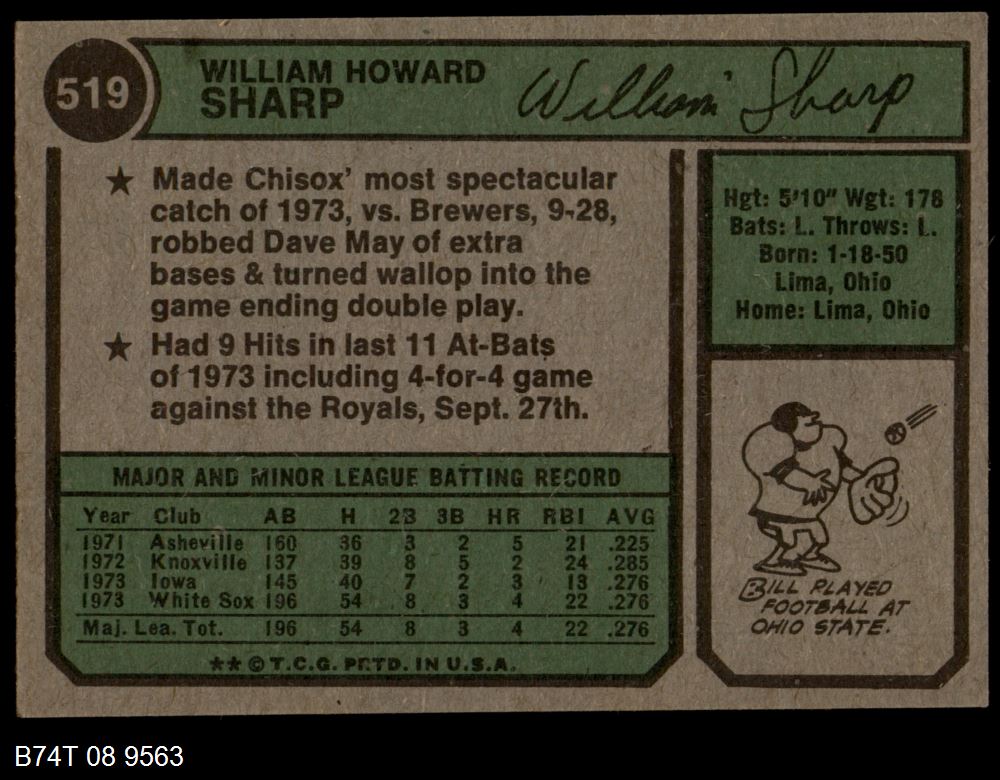 519
WILLIAM HOWARD
SHARP
William Sharp
★ Made Chisox' most spectacular
catch of 1973, vs. Brewers, 9-28,
robbed Dave May of extra
bases & turned wallop into the
game ending double play.
★ Had 9 Hits in last 11 At-Bats
of 1973 including 4-for-4 game
against the Royals, Sept. 27th.
Hgt: 5'10" Wgt: 178
Bats: L. Throws: L.
Born: 1-18-50
Lima, Ohio
Home: Lima, Ohio
MAJOR AND MINOR LEAGUE BATTING RECORD
Year Club AB H 2B 3B HR RBI AVG
1971 Asheville 160 36 3 2 5 21 .225
1972 Knoxville 137 39 8 5 2 24 .285
1973 Iowa 145 40 7 2 3 13 .276
1973 White Sox 196 54 8 3 4 22 .276
Maj. Lea. Tot. 196 54 8 3 4 22 .276
★★ © T.C.G. PRTD. IN U.S.A.
BILL PLAYED
FOOTBALL AT
OHIO STATE.
B74T 08 9563